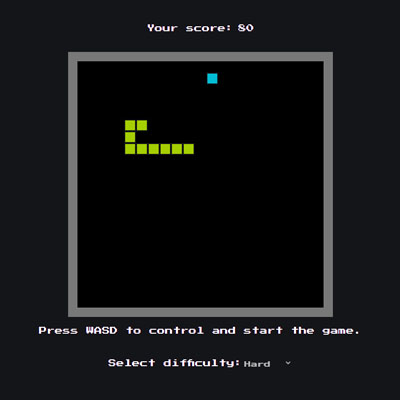 Your score: 80
Press WASD to control and start the game.
Select difficulty: Hard